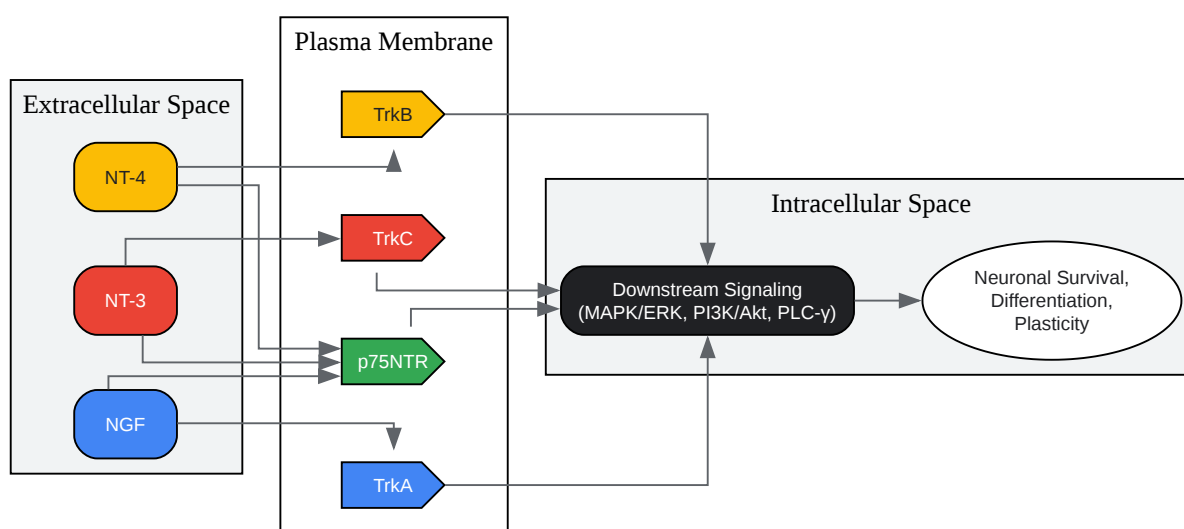 Extracellular Space
NT-4
NT-3
NGF
Plasma Membrane
TrkB
TrkC
p75NTR
TrkA
Intracellular Space
Downstream Signaling
(MAPK/ERK, PI3K/Akt, PLC-γ)
Neuronal Survival,
Differentiation,
Plasticity